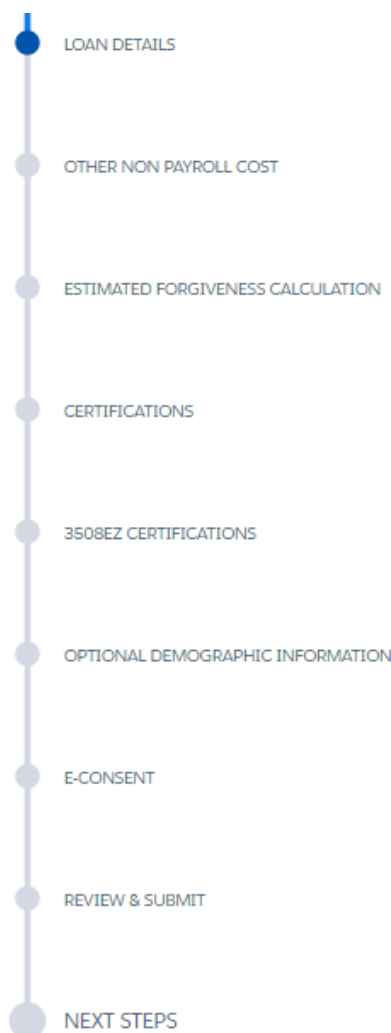 LOAN DETAILS
OTHER NON PAYROLL COST
ESTIMATED FORGIVENESS CALCULATION
CERTIFICATIONS
3508EZ CERTIFICATIONS
OPTIONAL DEMOGRAPHIC INFORMATION
E-CONSENT
REVIEW & SUBMIT
NEXT STEPS